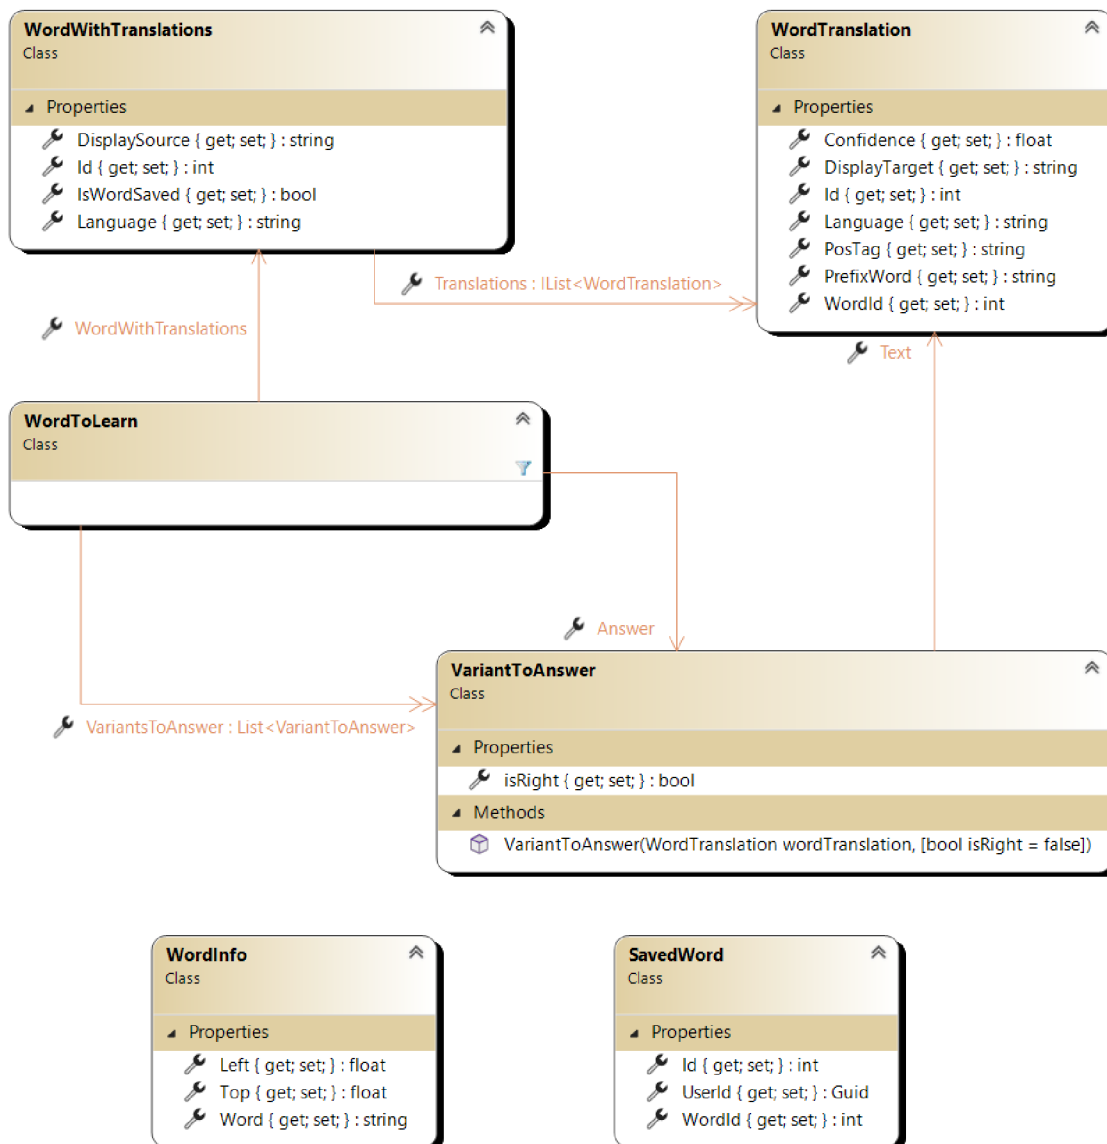 WordWithTranslations
Class
Properties
DisplaySource { get; set; } : string
Id { get; set; } : int
IsWordSaved { get; set; } : bool
Language { get; set; } : string
WordTranslation
Class
Properties
Confidence { get; set; } : float
DisplayTarget { get; set; } : string
Id { get; set; } : int
Language { get; set; } : string
PosTag { get; set; } : string
PrefixWord { get; set; } : string
WordId { get; set; } : int
Translations : IList<WordTranslation>
WordWithTranslations
Text
WordToLearn
Class
Answer
VariantsToAnswer : List<VariantToAnswer>
VariantToAnswer
Class
Properties
isRight { get; set; } : bool
Methods
VariantToAnswer(WordTranslation wordTranslation, [bool isRight = false])
WordInfo
Class
Properties
Left { get; set; } : float
Top { get; set; } : float
Word { get; set; } : string
SavedWord
Class
Properties
Id { get; set; } : int
UserId { get; set; } : Guid
WordId { get; set; } : int